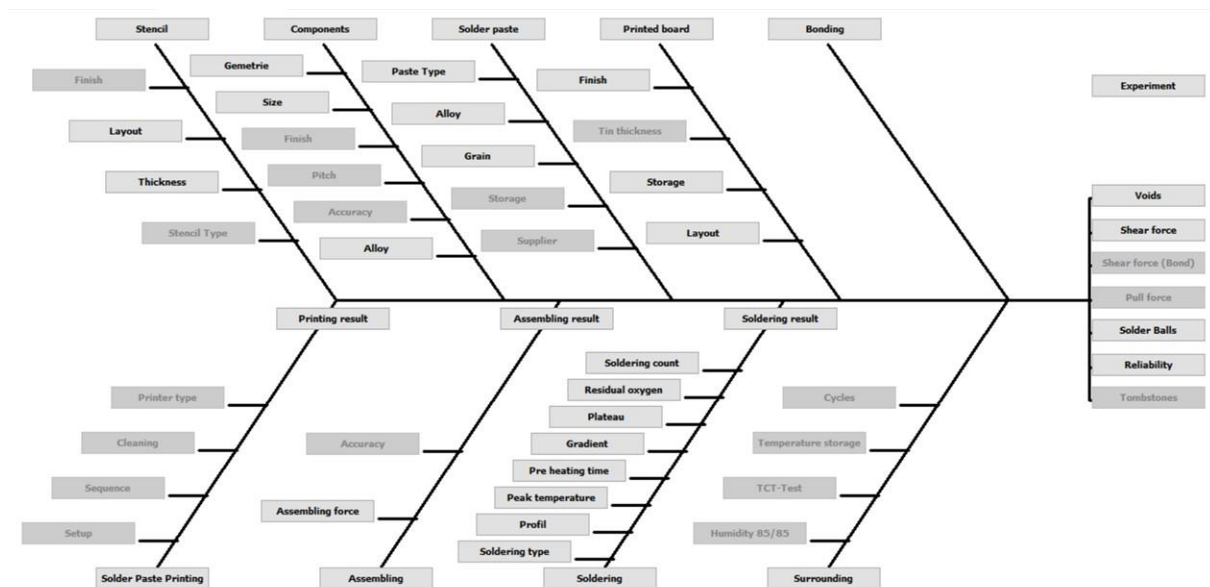 Stencil
Components
Solder paste
Printed board
Bonding
Finish
Layout
Thickness
Stencil Type
Gemetrie
Size
Finish
Pitch
Accuracy
Alloy
Paste Type
Alloy
Grain
Storage
Supplier
Finish
Tin thickness
Storage
Layout
Experiment
Voids
Shear force
Shear force (Bond)
Pull force
Solder Balls
Reliability
Tombstones
Printing result
Assembling result
Soldering result
Printer type
Cleaning
Sequence
Setup
Accuracy
Assembling force
Soldering count
Residual oxygen
Plateau
Gradient
Pre heating time
Peak temperature
Profil
Soldering type
Cycles
Temperature storage
TCT-Test
Humidity 85/85
Solder Paste Printing
Assembling
Soldering
Surrounding